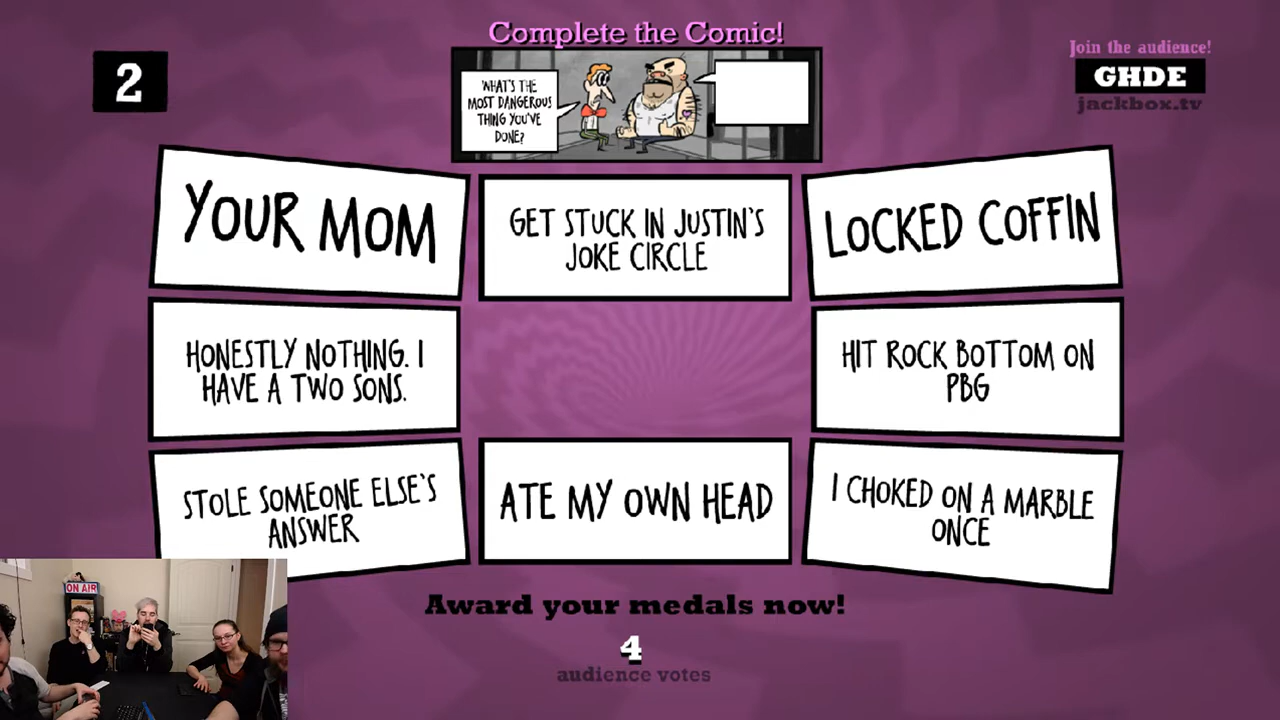 Complete the Comic!
2
WHAT'S THE
MOST DANGEROUS
THING YOU'VE
DONE?
Join the audience!
GHDE
jackbox.tv
YOUR MOM
GET STUCK IN JUSTIN'S
JOKE CIRCLE
LOCKED COFFIN
HONESTLY NOTHING. I
HAVE A TWO SONS.
HIT ROCK BOTTOM ON
PBG
STOLE SOMEONE ELSE'S
ANSWER
ATE MY OWN HEAD
I CHOKED ON A MARBLE
ONCE
ON AIR
Award your medals now!
4
audience votes